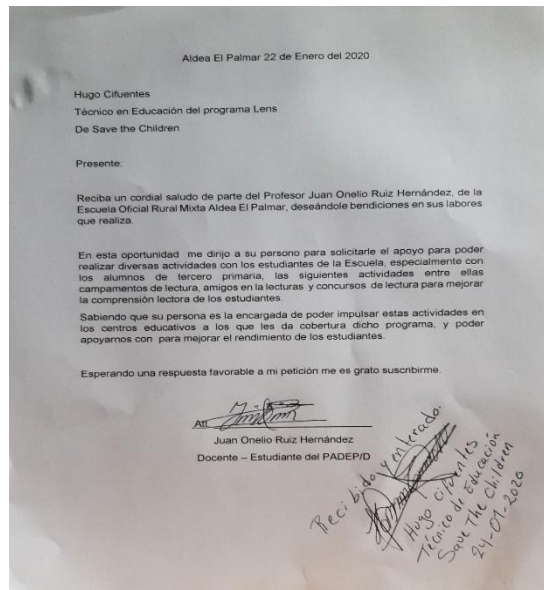 Aldea El Palmar 22 de Enero del 2020
Hugo Cifuentes
Técnico en Educación del programa Lens
De Save the Children
Presente:
Reciba un cordial saludo de parte del Profesor Juan Onelio Ruiz Hernández, de la
Escuela Oficial Rural Mixta Aldea El Palmar, deseándole bendiciones en sus labores
que realiza.
En esta oportunidad me dirijo a su persona para solicitarle el apoyo para poder
realizar diversas actividades con los estudiantes de la Escuela, especialmente con
los alumnos de tercero primaria, las siguientes actividades entre ellas
campamentos de lectura, amigos en la lecturas y concursos de lectura para mejorar
la comprensión lectora de los estudiantes.
Sabiendo que su persona es la encargada de poder impulsar estas actividades en
los centros educativos a los que les da cobertura dicho programa, y poder
apoyarnos con para mejorar el rendimiento de los estudiantes.
Esperando una respuesta favorable a mi petición me es grato suscribirme.
Att
Juan Onelio Ruiz Hernández
Docente – Estudiante del PADEP/D
Recibido y enterado.
Hugo Cifuentes
Técnico de Educación
Save The Children
24-01-2020